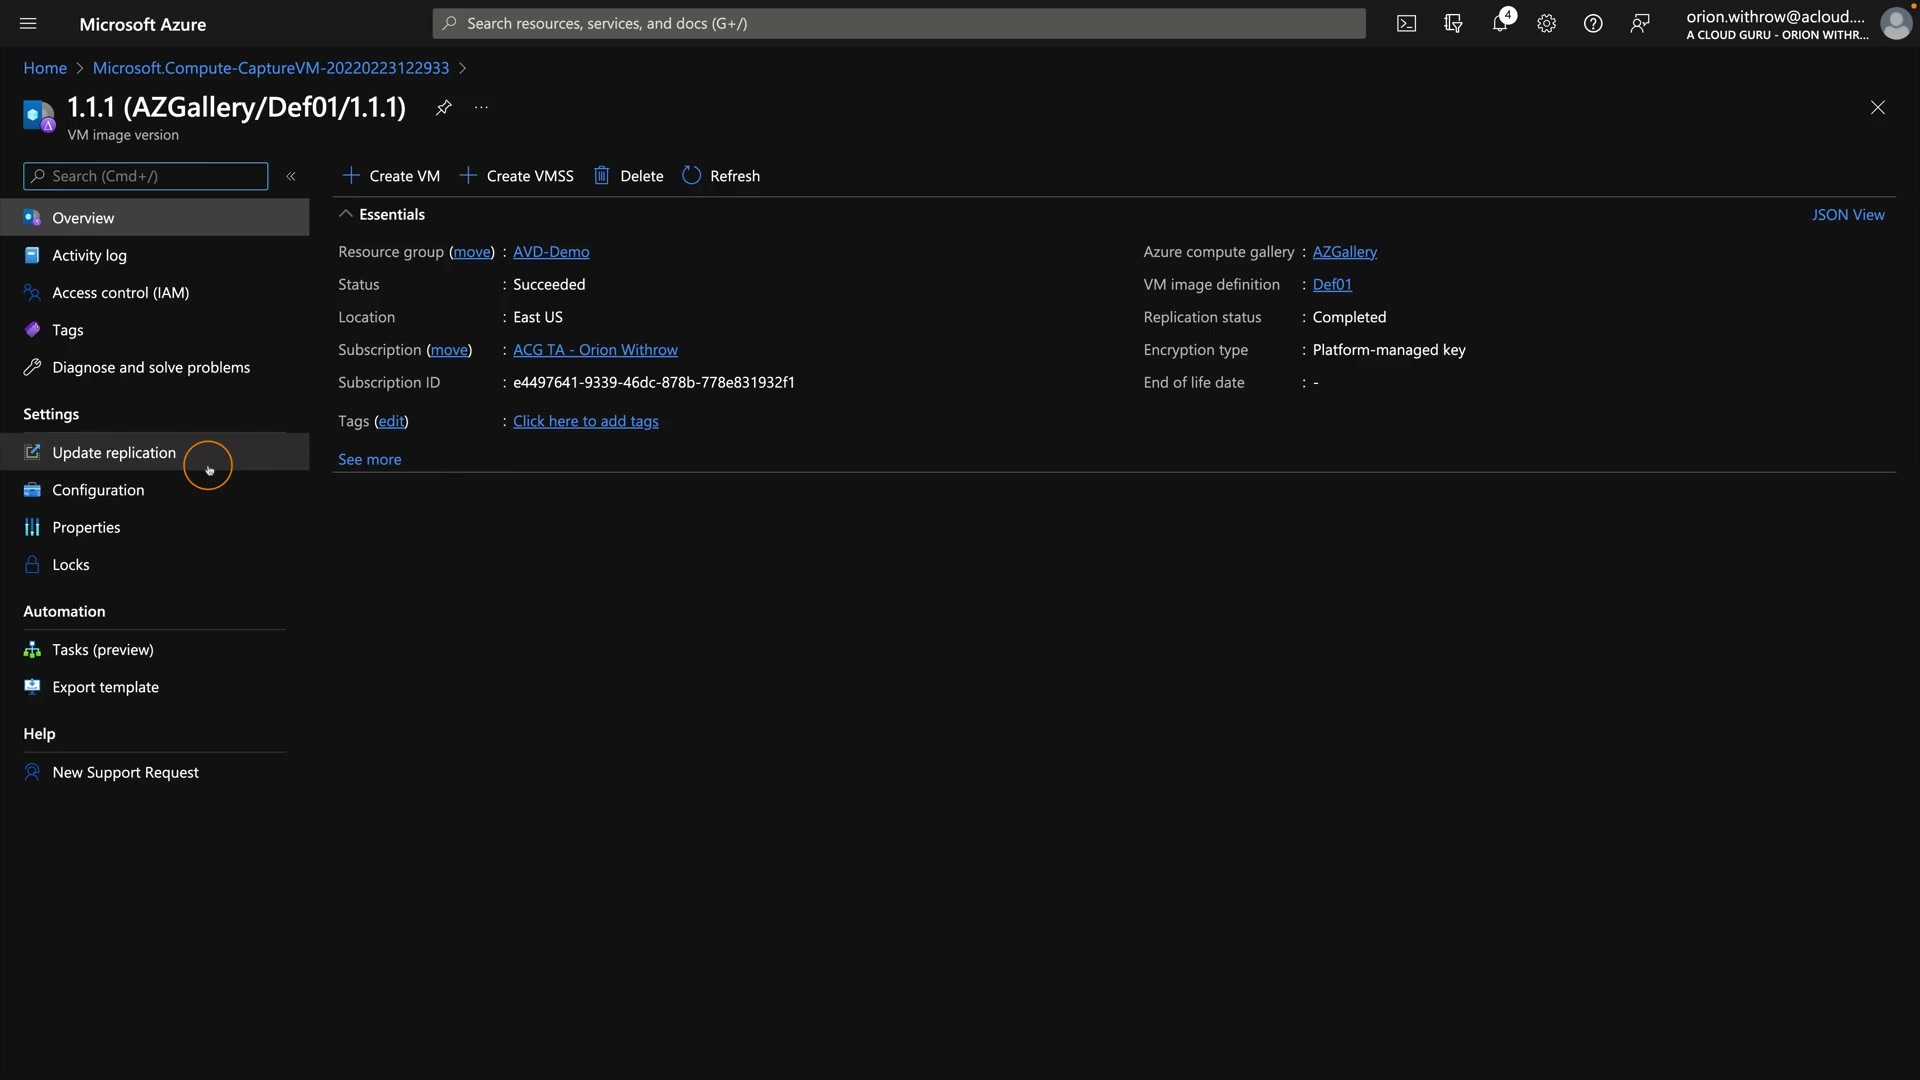 Microsoft Azure
Search resources, services, and docs (G+/)
4
orion.withrow@acloud....
A CLOUD GURU - ORION WITHR...
Home > Microsoft.Compute-CaptureVM-20220223122933 >
1.1.1 (AZGallery/Def01/1.1.1) ...
VM image version
Search (Cmd+/) «
Create VM Create VMSS Delete Refresh
Overview
Activity log
Access control (IAM)
Tags
Diagnose and solve problems
Settings
Update replication
Configuration
Properties
Locks
Automation
Tasks (preview)
Export template
Help
New Support Request
Essentials
JSON View
Resource group (move) : AVD-Demo
Status : Succeeded
Location : East US
Subscription (move) : ACG TA - Orion Withrow
Subscription ID : e4497641-9339-46dc-878b-778e831932f1
Tags (edit) : Click here to add tags
See more
Azure compute gallery : AZGallery
VM image definition : Def01
Replication status : Completed
Encryption type : Platform-managed key
End of life date : -